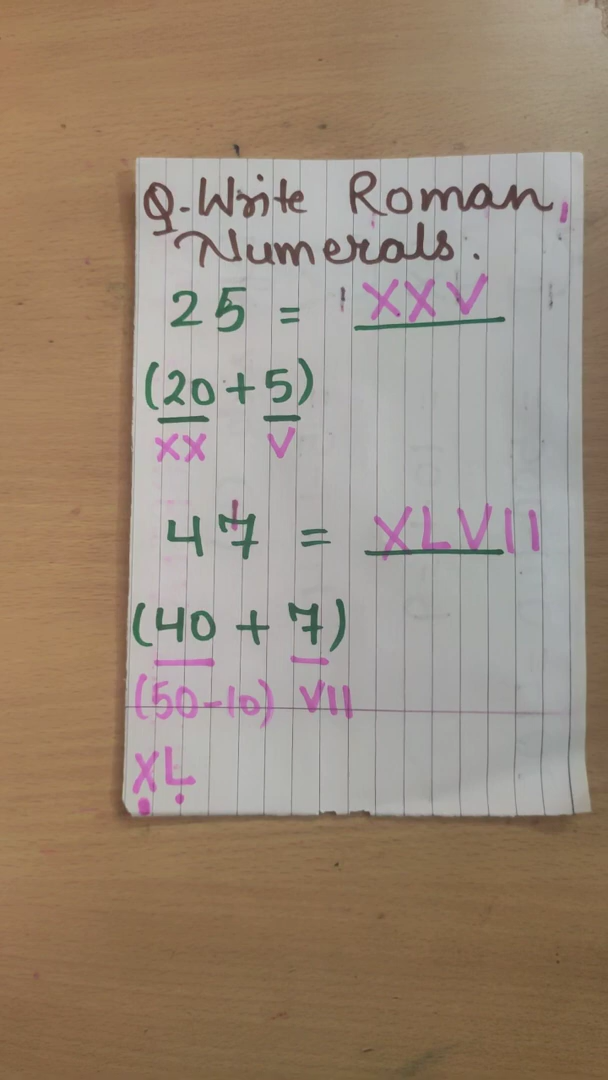 Q. Write Roman
Numerals.
25 = XXV
(20 + 5)
XX V
47 = XLVII
(40 + 7)
(50-10) VII
XL